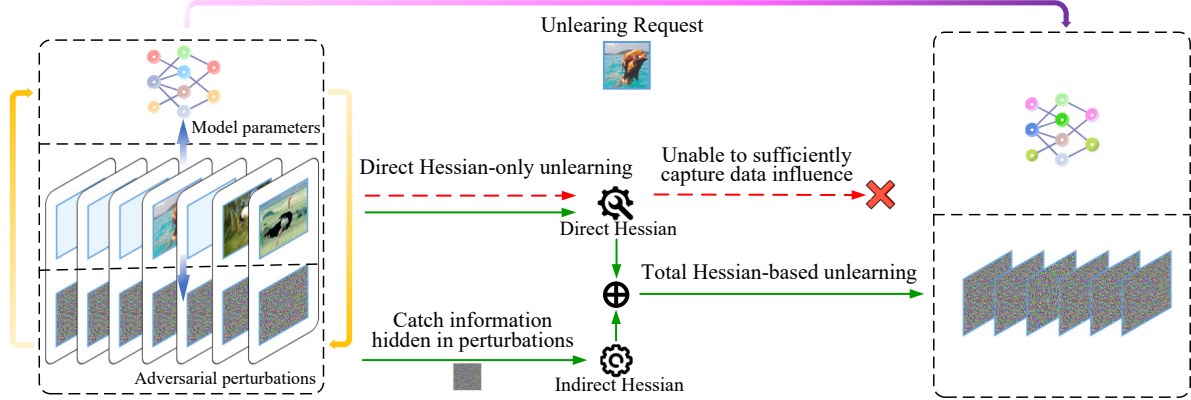 Unlearing Request
Model parameters
Direct Hessian-only unlearning
Unable to sufficiently
capture data influence
Direct Hessian
Total Hessian-based unlearning
Catch information
hidden in perturbations
Adversarial perturbations
Indirect Hessian